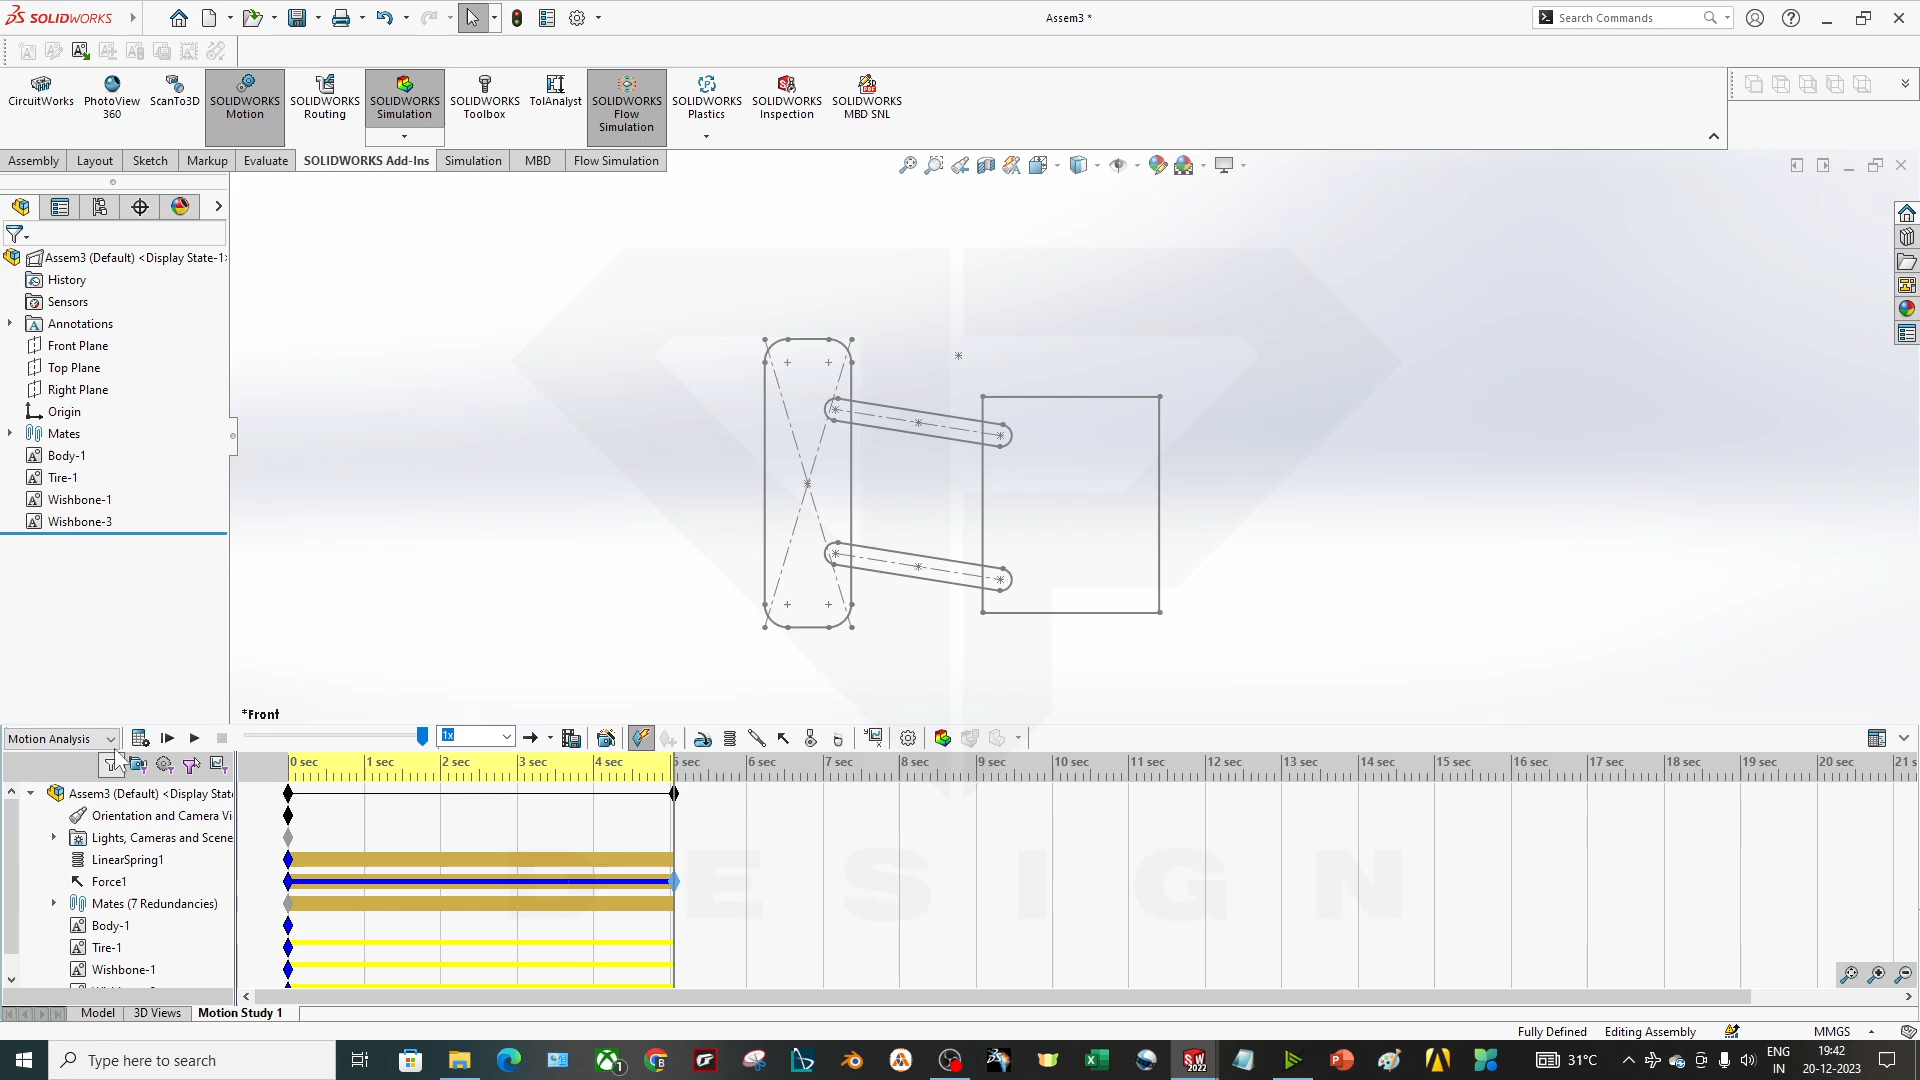 SOLIDWORKS
Assem3 *
Search Commands
CircuitWorks
PhotoView
360
ScanTo3D
SOLIDWORKS
Motion
SOLIDWORKS
Routing
SOLIDWORKS
Simulation
SOLIDWORKS
Toolbox
TolAnalyst
SOLIDWORKS
Flow
Simulation
SOLIDWORKS
Plastics
SOLIDWORKS
Inspection
SOLIDWORKS
MBD SNL
Assembly
Layout
Sketch
Markup
Evaluate
SOLIDWORKS Add-Ins
Simulation
MBD
Flow Simulation
Assem3 (Default) <Display State-1>
History
Sensors
Annotations
Front Plane
Top Plane
Right Plane
Origin
Mates
Body-1
Tire-1
Wishbone-1
Wishbone-3
*Front
Motion Analysis
1x
0 sec
1 sec
2 sec
3 sec
4 sec
5 sec
6 sec
7 sec
8 sec
9 sec
10 sec
11 sec
12 sec
13 sec
14 sec
15 sec
16 sec
17 sec
18 sec
19 sec
20 sec
21 s
Assem3 (Default) <Display Stat
Orientation and Camera Vi
Lights, Cameras and Scene
LinearSpring1
Force1
Mates (7 Redundancies)
Body-1
Tire-1
Wishbone-1
DESIGN
Model
3D Views
Motion Study 1
Fully Defined
Editing Assembly
MMGS
Type here to search
1
SW
2022
31°C
ENG
IN
19:42
20-12-2023